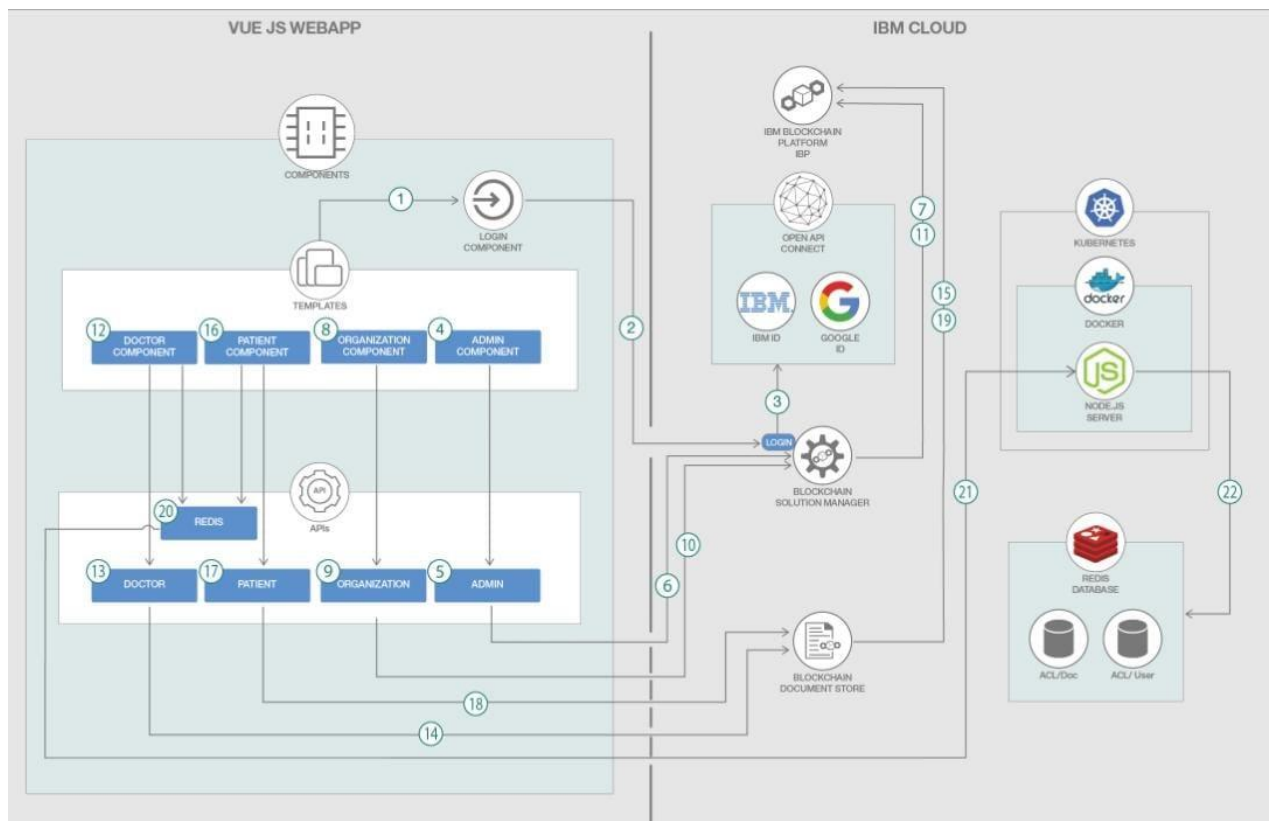 VUE JS WEBAPP
IBM CLOUD
COMPONENTS
1
LOGIN
COMPONENT
TEMPLATES
12
DOCTOR
COMPONENT
16
PATIENT
COMPONENT
8
ORGANIZATION
COMPONENT
4
ADMIN
COMPONENT
2
API
APIs
20
REDIS
13
DOCTOR
17
PATIENT
9
ORGANIZATION
5
ADMIN
6
10
18
14
IBM BLOCKCHAIN
PLATFORM
IBP
7
11
15
19
OPEN API
CONNECT
IBM
IBM ID
G
GOOGLE
ID
3
LOGIN
BLOCKCHAIN
SOLUTION MANAGER
BLOCKCHAIN
DOCUMENT STORE
KUBERNETES
docker
DOCKER
JS
NODE.JS
SERVER
21
22
REDIS
DATABASE
ACL/Doc
ACL/ User